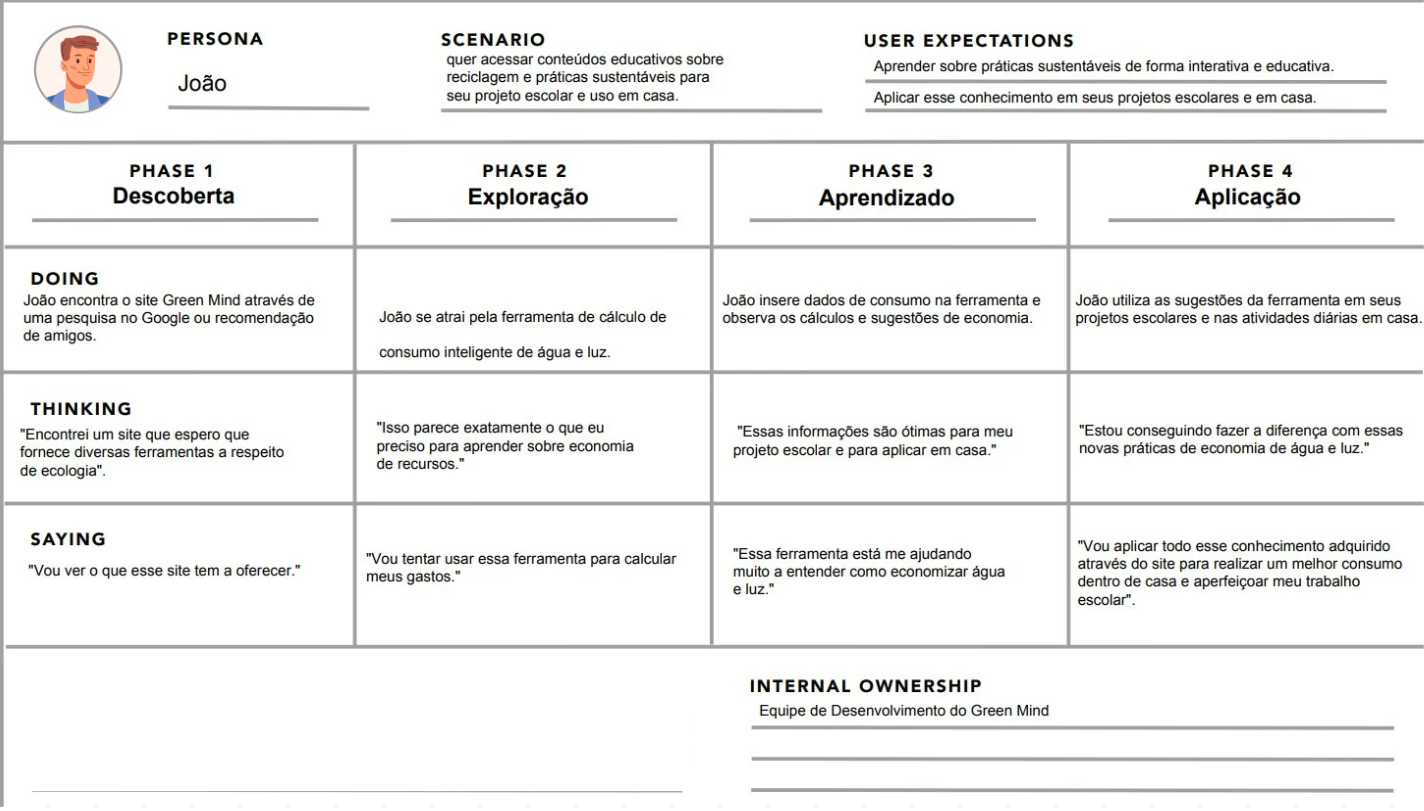 PERSONA
João
SCENARIO
quer acessar conteúdos educativos sobre
reciclagem e práticas sustentáveis para
seu projeto escolar e uso em casa.
USER EXPECTATIONS
Aprender sobre práticas sustentáveis de forma interativa e educativa.
Aplicar esse conhecimento em seus projetos escolares e em casa.
PHASE 1
Descoberta
PHASE 2
Exploração
PHASE 3
Aprendizado
PHASE 4
Aplicação
DOING
João encontra o site Green Mind através de
uma pesquisa no Google ou recomendação
de amigos.
João se atrai pela ferramenta de cálculo de
consumo inteligente de água e luz.
João insere dados de consumo na ferramenta e
observa os cálculos e sugestões de economia.
João utiliza as sugestões da ferramenta em seus
projetos escolares e nas atividades diárias em casa.
THINKING
"Encontrei um site que espero que
fornece diversas ferramentas a respeito
de ecologia".
"Isso parece exatamente o que eu
preciso para aprender sobre economia
de recursos."
"Essas informações são ótimas para meu
projeto escolar e para aplicar em casa."
"Estou conseguindo fazer a diferença com essas
novas práticas de economia de água e luz."
SAYING
"Vou ver o que esse site tem a oferecer."
"Vou tentar usar essa ferramenta para calcular
meus gastos."
"Essa ferramenta está me ajudando
muito a entender como economizar água
e luz."
"Vou aplicar todo esse conhecimento adquirido
através do site para realizar um melhor consumo
dentro de casa e aperfeiçoar meu trabalho
escolar".
INTERNAL OWNERSHIP
Equipe de Desenvolvimento do Green Mind